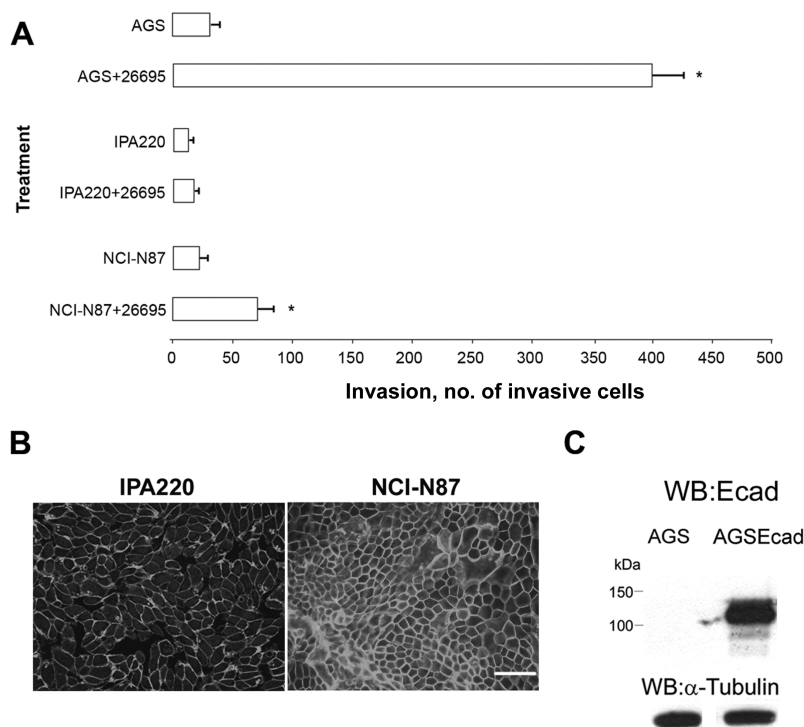 A
Treatment
AGS
AGS+26695
IPA220
IPA220+26695
NCI-N87
NCI-N87+26695
*
*
0 50 100 150 200 250 300 350 400 450 500
Invasion, no. of invasive cells
B
IPA220 NCI-N87
C
WB:Ecad
AGS AGSEcad
kDa
150
100
WB:α-Tubulin